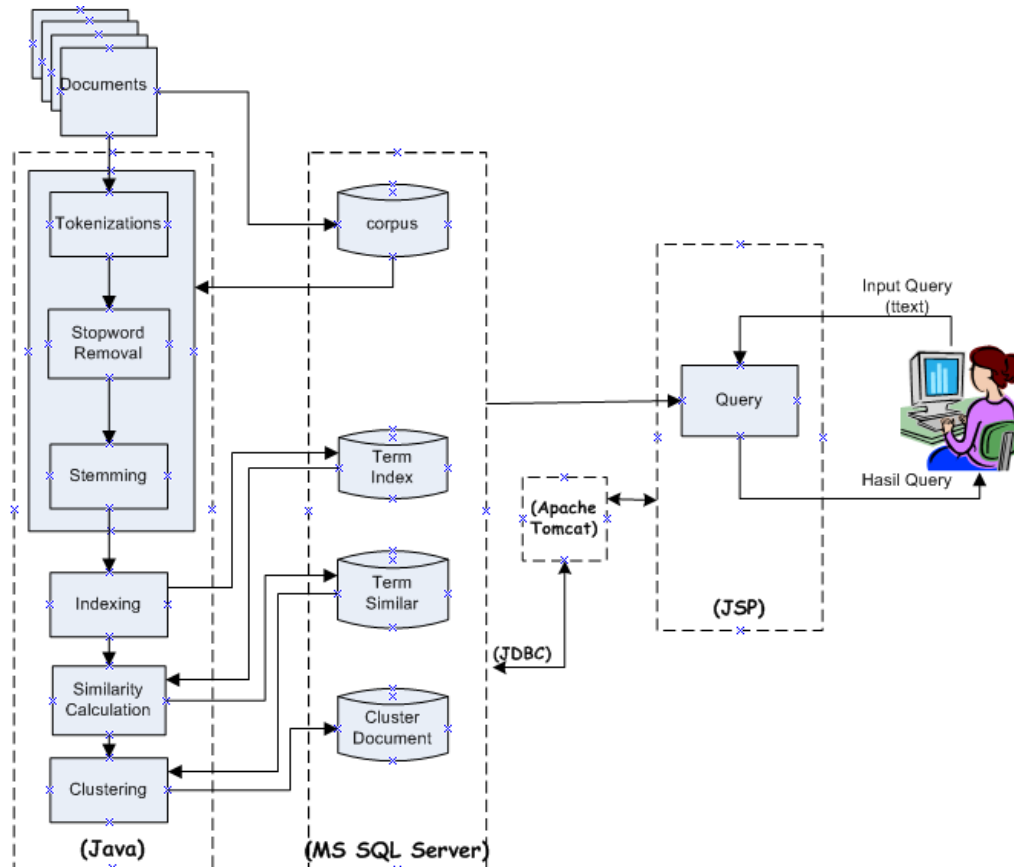 Documents
Tokenizations
Stopword
Removal
Stemming
Indexing
Similarity
Calculation
Clustering
(Java)
corpus
Term
Index
Term
Similar
Cluster
Document
(MS SQL Server)
(JDBC)
(Apache
Tomcat)
Query
(JSP)
Input Query
(ttext)
Hasil Query